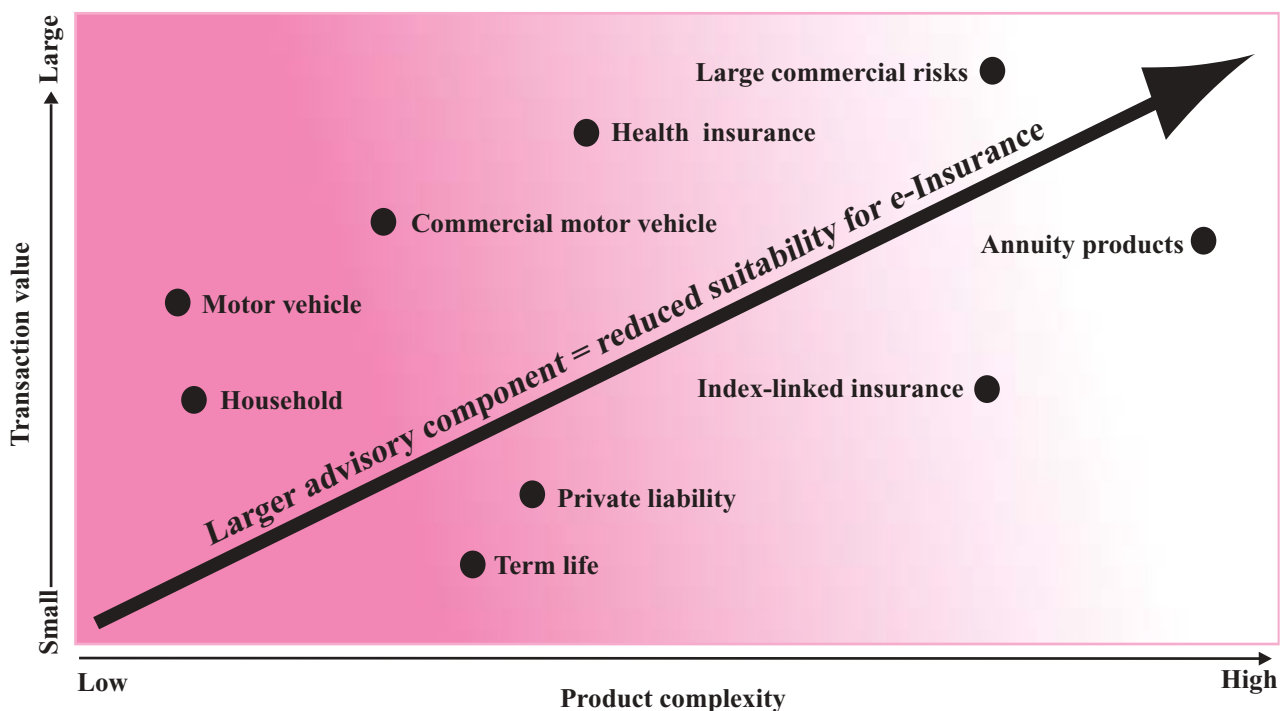 Large
Large commercial risks
Health insurance
Commercial motor vehicle
Annuity products
Motor vehicle
Larger advisory component = reduced suitability for e-Insurance
Index-linked insurance
Household
Transaction value
Private liability
Term life
Small
Low
Product complexity
High